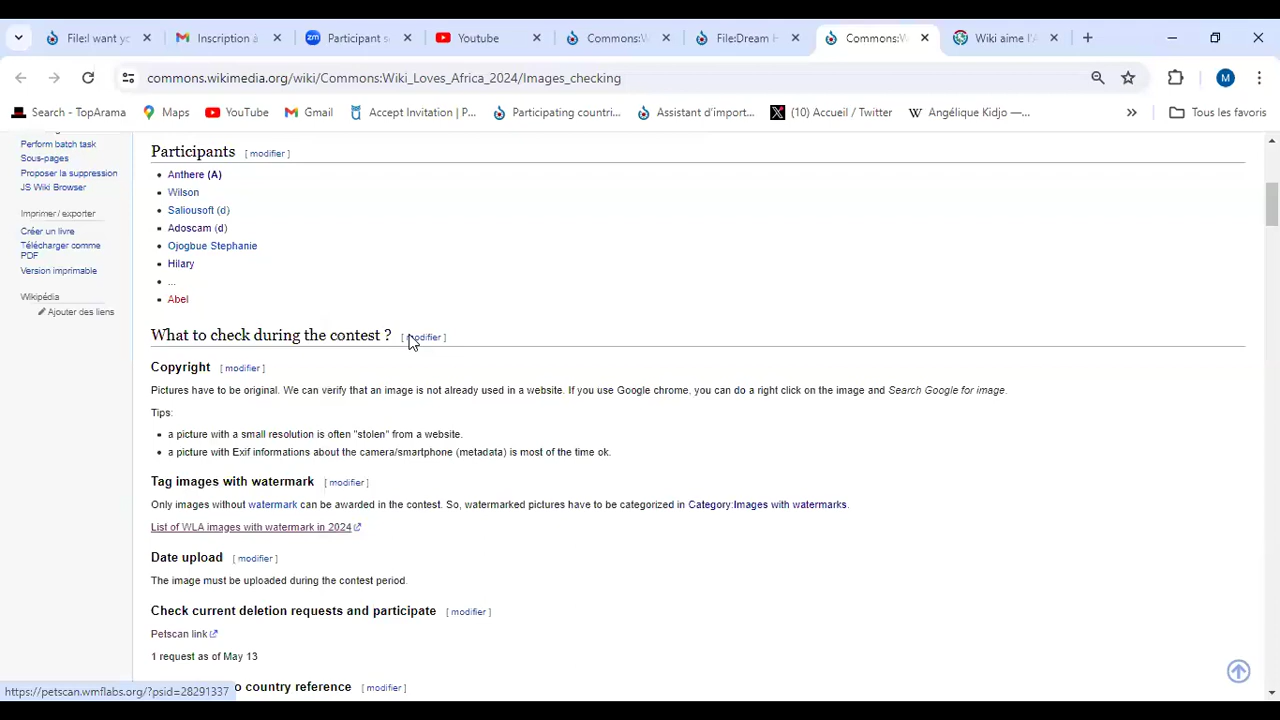 File:I want yo
Inscription à
Participant s
Youtube
Commons:W
File:Dream H
Commons:W
Wiki aime l'A
commons.wikimedia.org/wiki/Commons:Wiki_Loves_Africa_2024/Images_checking
M
Search - TopArama
Maps
YouTube
Gmail
Accept Invitation | P...
Participating countri...
Assistant d'import...
(10) Accueil / Twitter
Angélique Kidjo —...
Tous les favoris
Perform batch task
Sous-pages
Proposer la suppression
JS Wiki Browser
Imprimer / exporter
Créer un livre
Télécharger comme
PDF
Version imprimable
Wikipédia
Ajouter des liens
Participants [ modifier ]
Anthere (A)
Wilson
Saliousoft (d)
Adoscam (d)
Ojogbue Stephanie
Hilary
...
Abel
What to check during the contest ? [ modifier ]
Copyright [ modifier ]
Pictures have to be original. We can verify that an image is not already used in a website. If you use Google chrome, you can do a right click on the image and Search Google for image.
Tips:
a picture with a small resolution is often "stolen" from a website.
a picture with Exif informations about the camera/smartphone (metadata) is most of the time ok.
Tag images with watermark [ modifier ]
Only images without watermark can be awarded in the contest. So, watermarked pictures have to be categorized in Category:Images with watermarks.
List of WLA images with watermark in 2024
Date upload [ modifier ]
The image must be uploaded during the contest period.
Check current deletion requests and participate [ modifier ]
Petscan link
1 request as of May 13
o country reference [ modifier ]
https://petscan.wmflabs.org/?psid=28291337